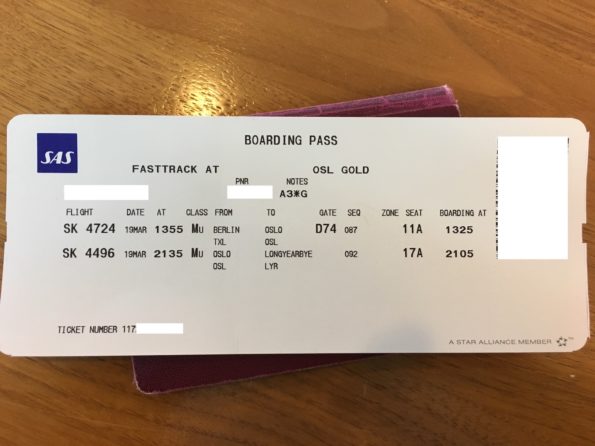 BOARDING PASS
SAS
FASTTRACK AT OSL GOLD
PNR NOTES
A3*G
FLIGHT DATE AT CLASS FROM TO GATE SEQ ZONE SEAT BOARDING AT
SK 4724 19MAR 1355 Mu BERLIN OSLO D74 087 11A 1325
TXL OSL
SK 4496 19MAR 2135 Mu OSLO LONGYEARBYE 092 17A 2105
OSL LYR
TICKET NUMBER 117
A STAR ALLIANCE MEMBER ™